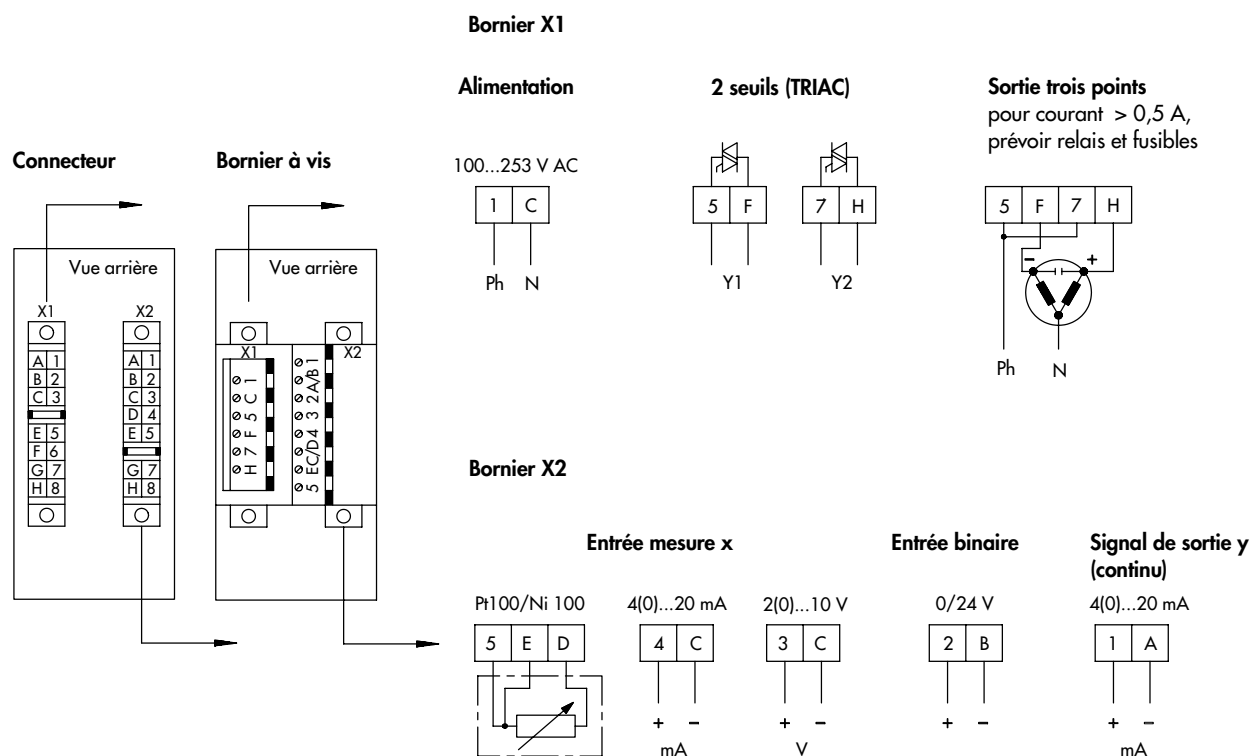 Bornier X1
Alimentation
2 seuils (TRIAC)
Sortie trois points
pour courant > 0,5 A,
prévoir relais et fusibles
Connecteur
Bornier à vis
100...253 V AC
1 C
5 F
7 H
5 F 7 H
Ph N
Y1
Y2
– +
Ph N
Vue arrière
X1
X2
A 1
B 2
C 3
E 5
F 6
G 7
H 8
A 1
B 2
C 3
D 4
E 5
G 7
H 8
Vue arrière
X1
X2
H 7 F 5 C 1
5 EC/D4 3 2A/B 1
Bornier X2
Entrée mesure x
Entrée binaire
Signal de sortie y
(continu)
Pt100/Ni 100
4(0)...20 mA
2(0)...10 V
0/24 V
4(0)...20 mA
5 E D
4 C
3 C
2 B
1 A
+ –
+ –
+ –
+ –
mA
V
mA